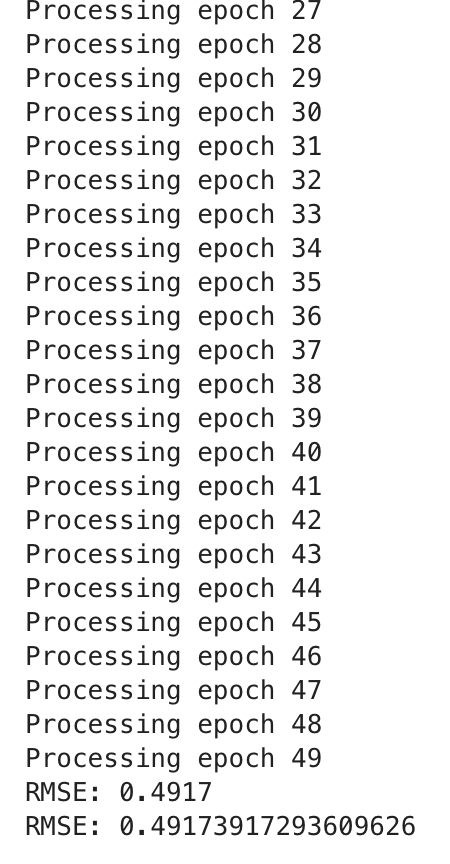 Processing epoch 27
Processing epoch 28
Processing epoch 29
Processing epoch 30
Processing epoch 31
Processing epoch 32
Processing epoch 33
Processing epoch 34
Processing epoch 35
Processing epoch 36
Processing epoch 37
Processing epoch 38
Processing epoch 39
Processing epoch 40
Processing epoch 41
Processing epoch 42
Processing epoch 43
Processing epoch 44
Processing epoch 45
Processing epoch 46
Processing epoch 47
Processing epoch 48
Processing epoch 49
RMSE: 0.4917
RMSE: 0.49173917293609626